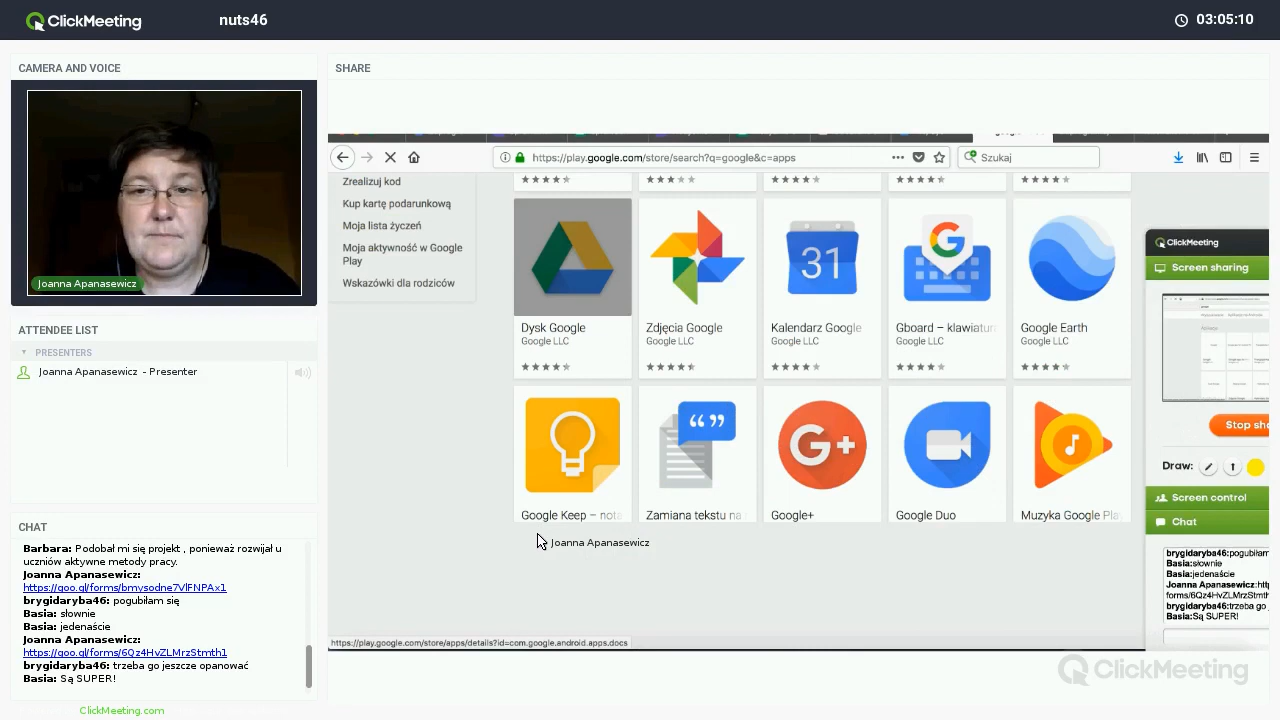 ClickMeeting
nuts46
03:05:10
CAMERA AND VOICE
SHARE
Joanna Apanasewicz
ATTENDEE LIST
PRESENTERS
Joanna Apanasewicz - Presenter
CHAT
Barbara: Podobał mi się projekt , ponieważ rozwijał u
uczniów aktywne metody pracy.
Joanna Apanasewicz:
https://goo.gl/forms/bmysodne7VlFNPAx1
brygidaryba46: pogubiłam się
Basia: słownie
Basia: jedenaście
Joanna Apanasewicz:
https://goo.gl/forms/6Qz4HvZLMrzStmth1
brygidaryba46: trzeba go jeszcze opanować
Basia: Są SUPER!
ClickMeeting.com
https://play.google.com/store/search?q=google&c=apps
Szukaj
Zrealizuj kod
Kup kartę podarunkową
Moja lista życzeń
Moja aktywność w Google
Play
Wskazówki dla rodziców
31
G
Dysk Google
Google LLC
Zdjęcia Google
Google LLC
Kalendarz Google
Google LLC
Gboard – klawiatura
Google LLC
Google Earth
Google LLC
G+
Google Keep – nota
Zamiana tekstu na
Google+
Google Duo
Muzyka Google Play
Joanna Apanasewicz
https://play.google.com/store/apps/details?id=com.google.android.apps.docs
ClickMeeting
Screen sharing
Stop sha
Draw:
Screen control
Chat
brygidaryba46:pogubiłam
Basia:słownie
Basia:jedenaście
Joanna Apanasewicz:htt
forms/6Qz4HvZLMrzStmth
brygidaryba46:trzeba go
Basia:Są SUPER!
ClickMeeting